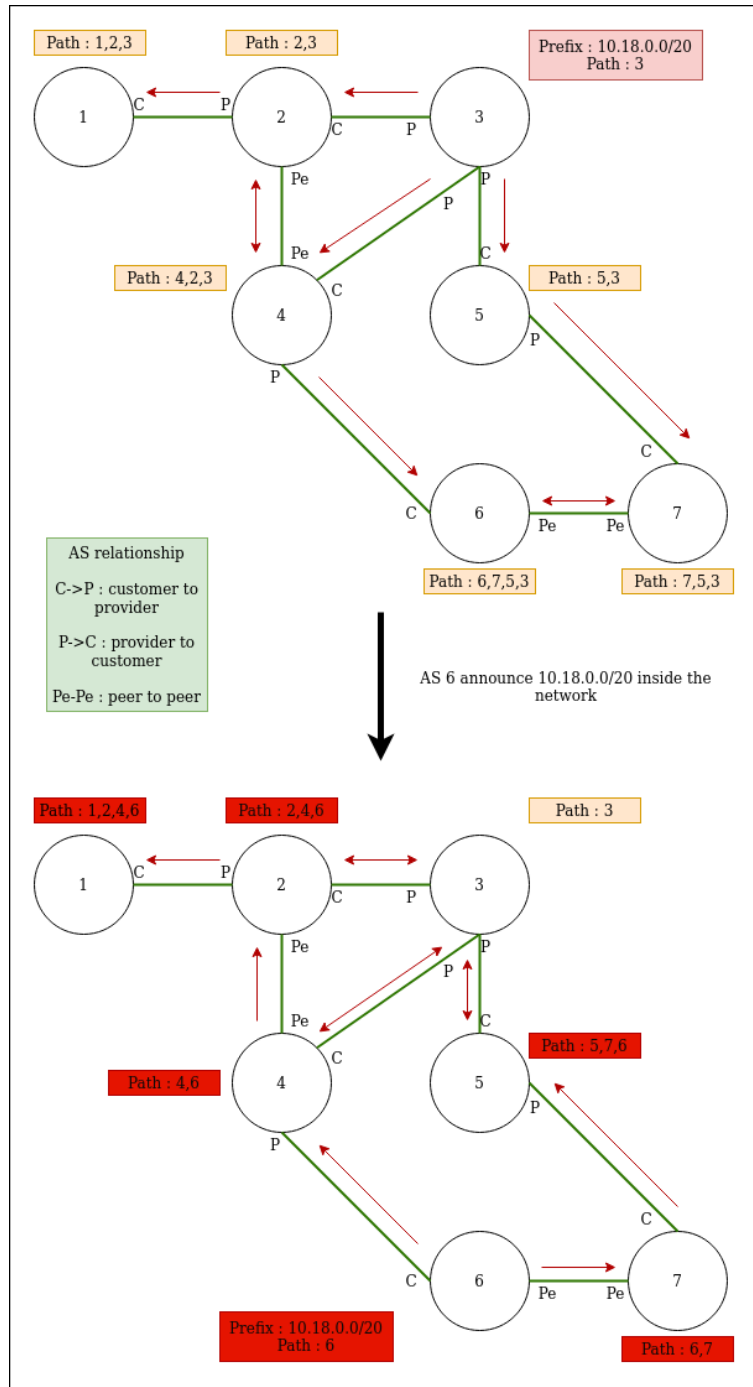 Path : 1,2,3
Path : 2,3
Prefix : 10.18.0.0/20
Path : 3
1
C
P
2
C
P
3
Pe
P
P
Pe
C
C
Path : 4,2,3
4
5
Path : 5,3
P
P
C
C
6
Pe
Pe
7
Path : 6,7,5,3
Path : 7,5,3
AS relationship
C->P : customer to
provider
P->C : provider to
customer
Pe-Pe : peer to peer
AS 6 announce 10.18.0.0/20 inside the
network
Path : 1,2,4,6
Path : 2,4,6
Path : 3
1
C
P
2
C
P
3
Pe
P
P
Pe
C
C
Path : 4,6
4
5
Path : 5,7,6
P
P
C
C
6
Pe
Pe
7
Prefix : 10.18.0.0/20
Path : 6
Path : 6,7